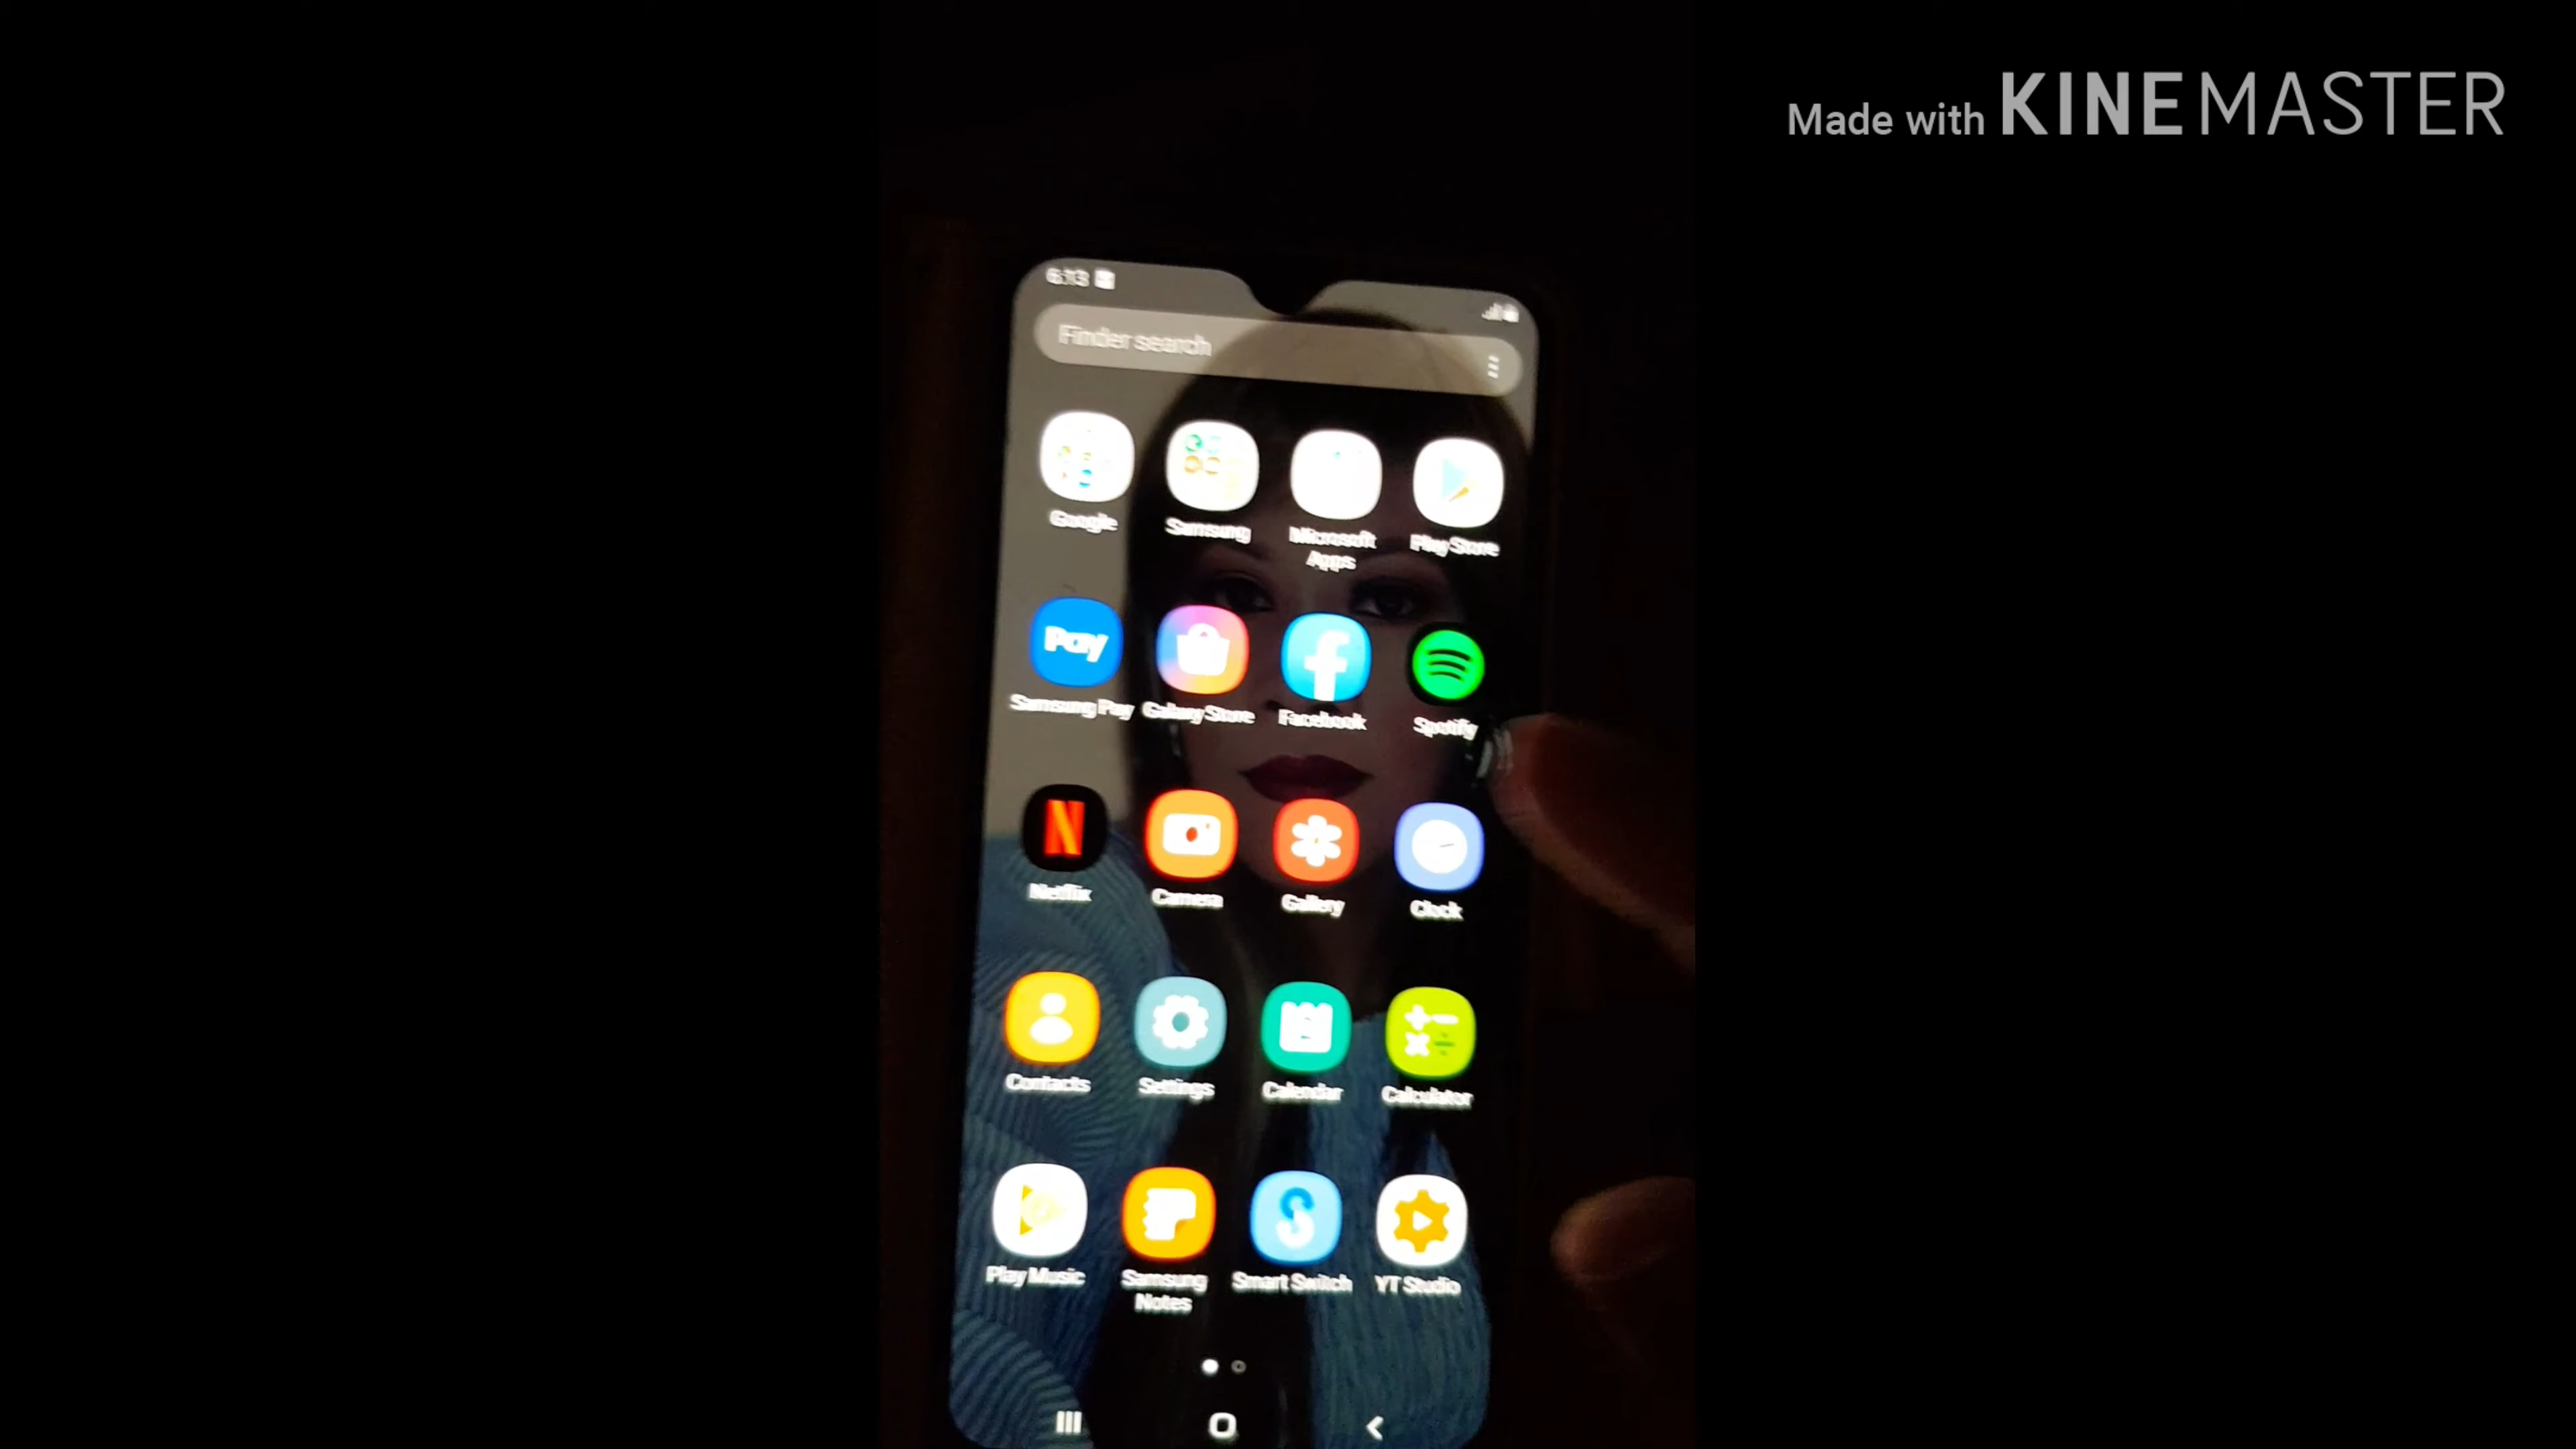 Made with KINEMASTER
6:13
Finder search
Google Samsung Microsoft Apps Play Store
Pay
Samsung Pay Galaxy Store Facebook Spotify
N
Netflix Camera Gallery Clock
Contacts Settings Calendar Calculator
Play Music Samsung Notes Smart Switch YT Studio